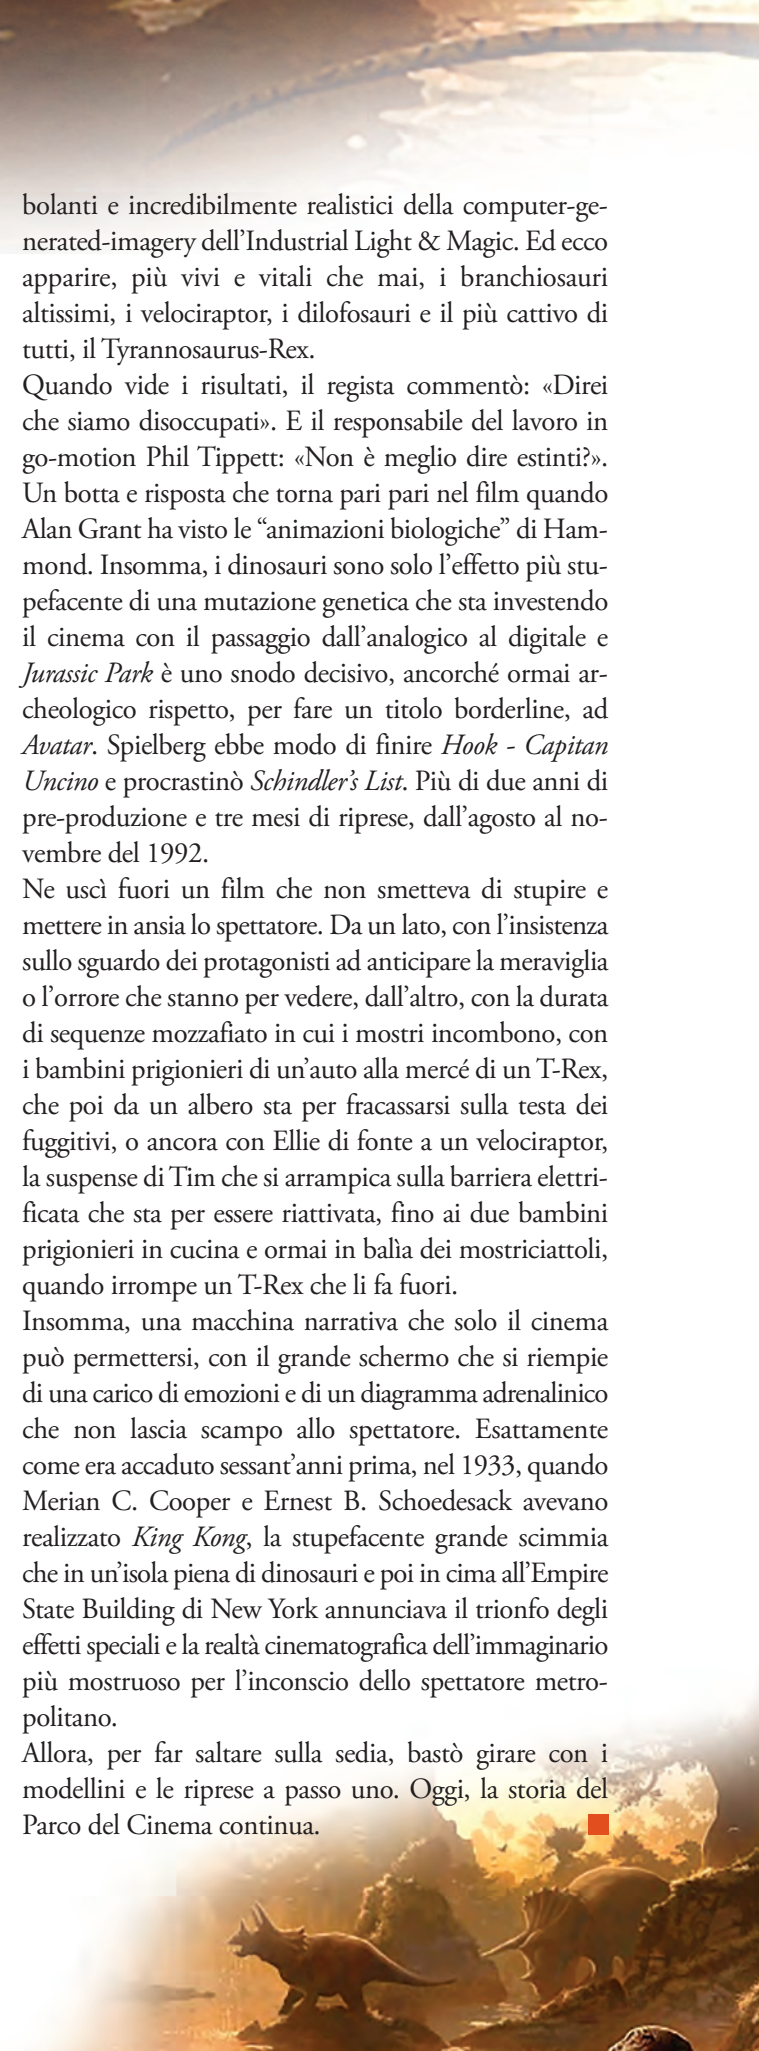 bolanti e incredibilmente realistici della computer-ge-
nerated-imagery dell’Industrial Light & Magic. Ed ecco
apparire, più vivi e vitali che mai, i branchiosauri
altissimi, i velociraptor, i dilofosauri e il più cattivo di
tutti, il Tyrannosaurus-Rex.
Quando vide i risultati, il regista commentò: «Direi
che siamo disoccupati». E il responsabile del lavoro in
go-motion Phil Tippett: «Non è meglio dire estinti?».
Un botta e risposta che torna pari pari nel film quando
Alan Grant ha visto le “animazioni biologiche” di Ham-
mond. Insomma, i dinosauri sono solo l’effetto più stu-
pefacente di una mutazione genetica che sta investendo
il cinema con il passaggio dall’analogico al digitale e
Jurassic Park è uno snodo decisivo, ancorché ormai ar-
cheologico rispetto, per fare un titolo borderline, ad
Avatar. Spielberg ebbe modo di finire Hook - Capitan
Uncino e procrastinò Schindler’s List. Più di due anni di
pre-produzione e tre mesi di riprese, dall’agosto al no-
vembre del 1992.
Ne uscì fuori un film che non smetteva di stupire e
mettere in ansia lo spettatore. Da un lato, con l’insistenza
sullo sguardo dei protagonisti ad anticipare la meraviglia
o l’orrore che stanno per vedere, dall’altro, con la durata
di sequenze mozzafiato in cui i mostri incombono, con
i bambini prigionieri di un’auto alla mercé di un T-Rex,
che poi da un albero sta per fracassarsi sulla testa dei
fuggitivi, o ancora con Ellie di fonte a un velociraptor,
la suspense di Tim che si arrampica sulla barriera elettri-
ficata che sta per essere riattivata, fino ai due bambini
prigionieri in cucina e ormai in balìa dei mostriciattoli,
quando irrompe un T-Rex che li fa fuori.
Insomma, una macchina narrativa che solo il cinema
può permettersi, con il grande schermo che si riempie
di una carico di emozioni e di un diagramma adrenalinico
che non lascia scampo allo spettatore. Esattamente
come era accaduto sessant’anni prima, nel 1933, quando
Merian C. Cooper e Ernest B. Schoedesack avevano
realizzato King Kong, la stupefacente grande scimmia
che in un’isola piena di dinosauri e poi in cima all’Empire
State Building di New York annunciava il trionfo degli
effetti speciali e la realtà cinematografica dell’immaginario
più mostruoso per l’inconscio dello spettatore metro-
politano.
Allora, per far saltare sulla sedia, bastò girare con i
modellini e le riprese a passo uno. Oggi, la storia del
Parco del Cinema continua.